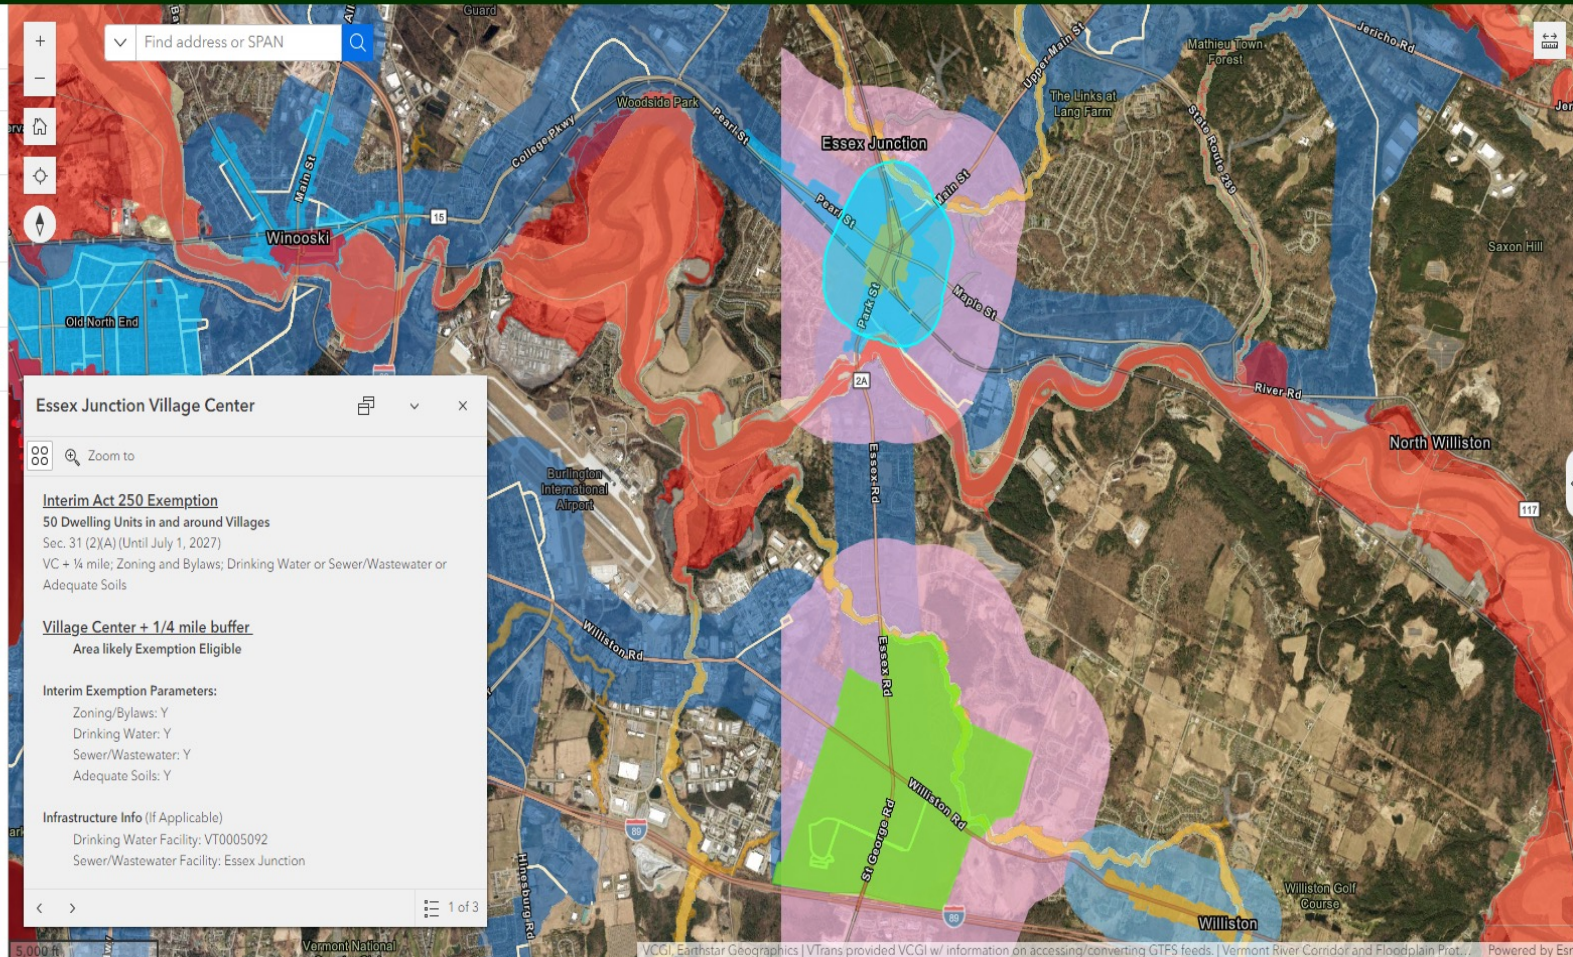 Find address or SPAN
Guard
Mathieu Town
Forest
Jericho Rd
Upper Main St
The Links at
Lang Farm
Woodside Park
Pearl St
College Pkwy
State Route 289
Essex Junction
Main St
Main St
Pearl St
15
Winooski
Saxon Hill
Old North End
Park St
Maple St
2A
River Rd
North Williston
Essex Rd
117
Burlington
International
Airport
Essex Junction Village Center
Zoom to
Interim Act 250 Exemption
50 Dwelling Units in and around Villages
Sec. 31 (2)(A) (Until July 1, 2027)
VC + ¼ mile; Zoning and Bylaws; Drinking Water or Sewer/Wastewater or
Adequate Soils
Village Center + 1/4 mile buffer
Area likely Exemption Eligible
Interim Exemption Parameters:
Zoning/Bylaws: Y
Drinking Water: Y
Sewer/Wastewater: Y
Adequate Soils: Y
Infrastructure Info (If Applicable)
Drinking Water Facility: VT0005092
Sewer/Wastewater Facility: Essex Junction
1 of 3
Williston Rd
Essex Rd
Williston Rd
St George Rd
89
89
Hinesburg Rd
Williston Golf
Course
Williston
Vermont National
5,000 ft
VCGI, Earthstar Geographics | VTrans provided VCGI w/ information on accessing/converting GTFS feeds. | Vermont River Corridor and Floodplain Prot... Powered by Esri